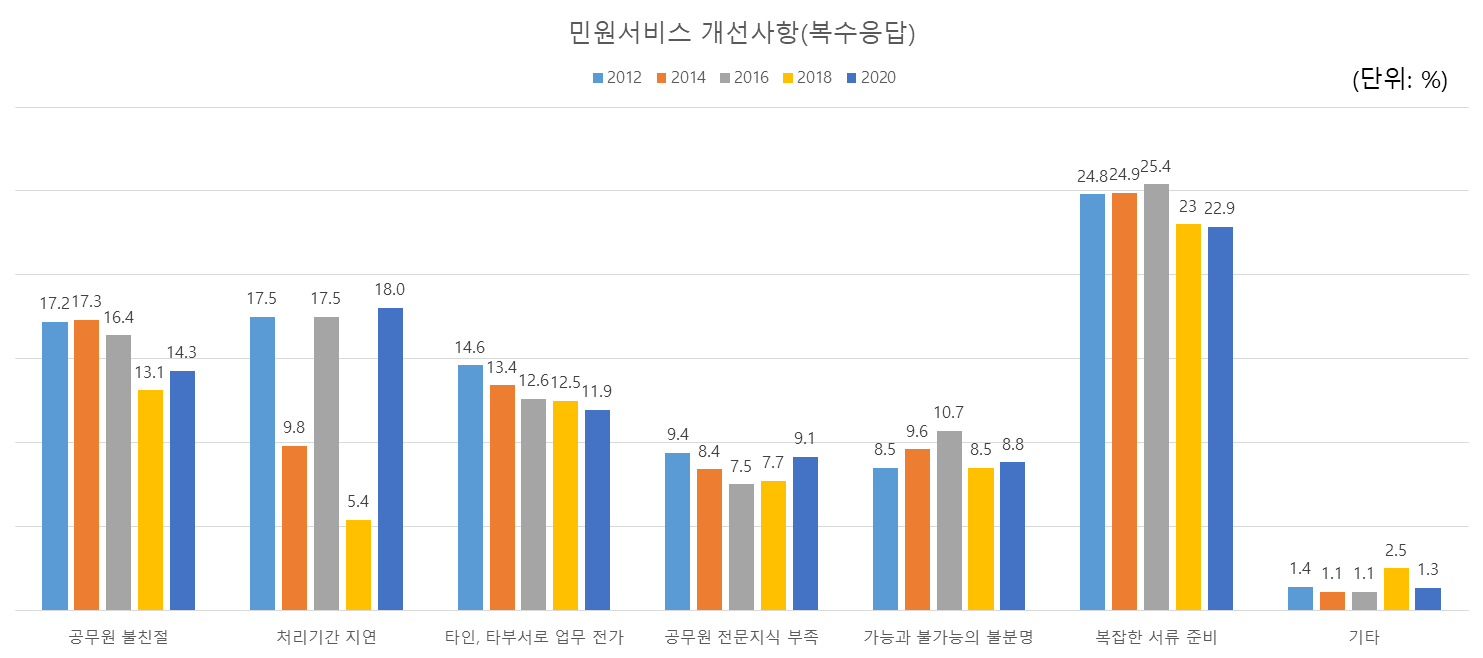 민원서비스 개선사항(복수응답)
2012 2014 2016 2018 2020
(단위: %)
17.2 17.3 16.4 13.1 14.3
17.5 9.8 17.5 5.4 18.0
14.6 13.4 12.6 12.5 11.9
9.4 8.4 7.5 7.7 9.1
8.5 9.6 10.7 8.5 8.8
24.8 24.9 25.4 23 22.9
1.4 1.1 1.1 2.5 1.3
공무원 불친절 처리기간 지연 타인, 타부서로 업무 전가 공무원 전문지식 부족 가능과 불가능의 불분명 복잡한 서류 준비 기타